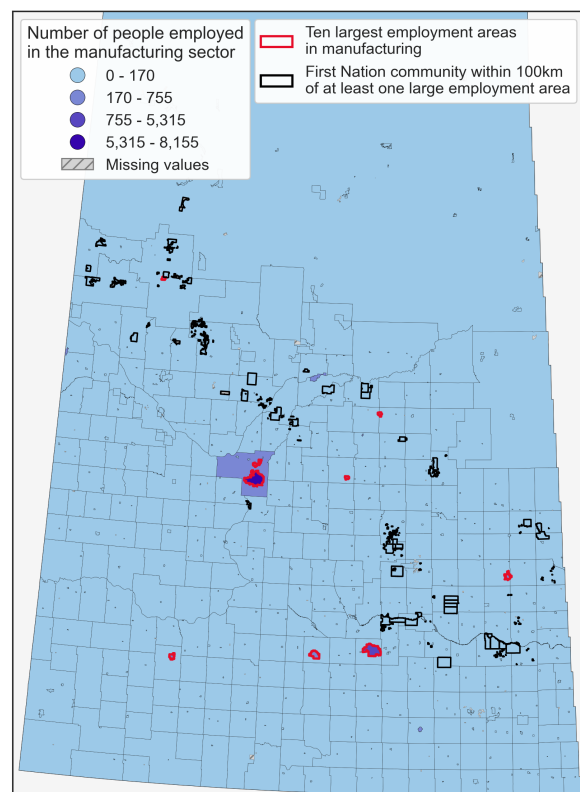 Number of people employed
in the manufacturing sector
0 - 170
170 - 755
755 - 5,315
5,315 - 8,155
Missing values
Ten largest employment areas
in manufacturing
First Nation community within 100km
of at least one large employment area